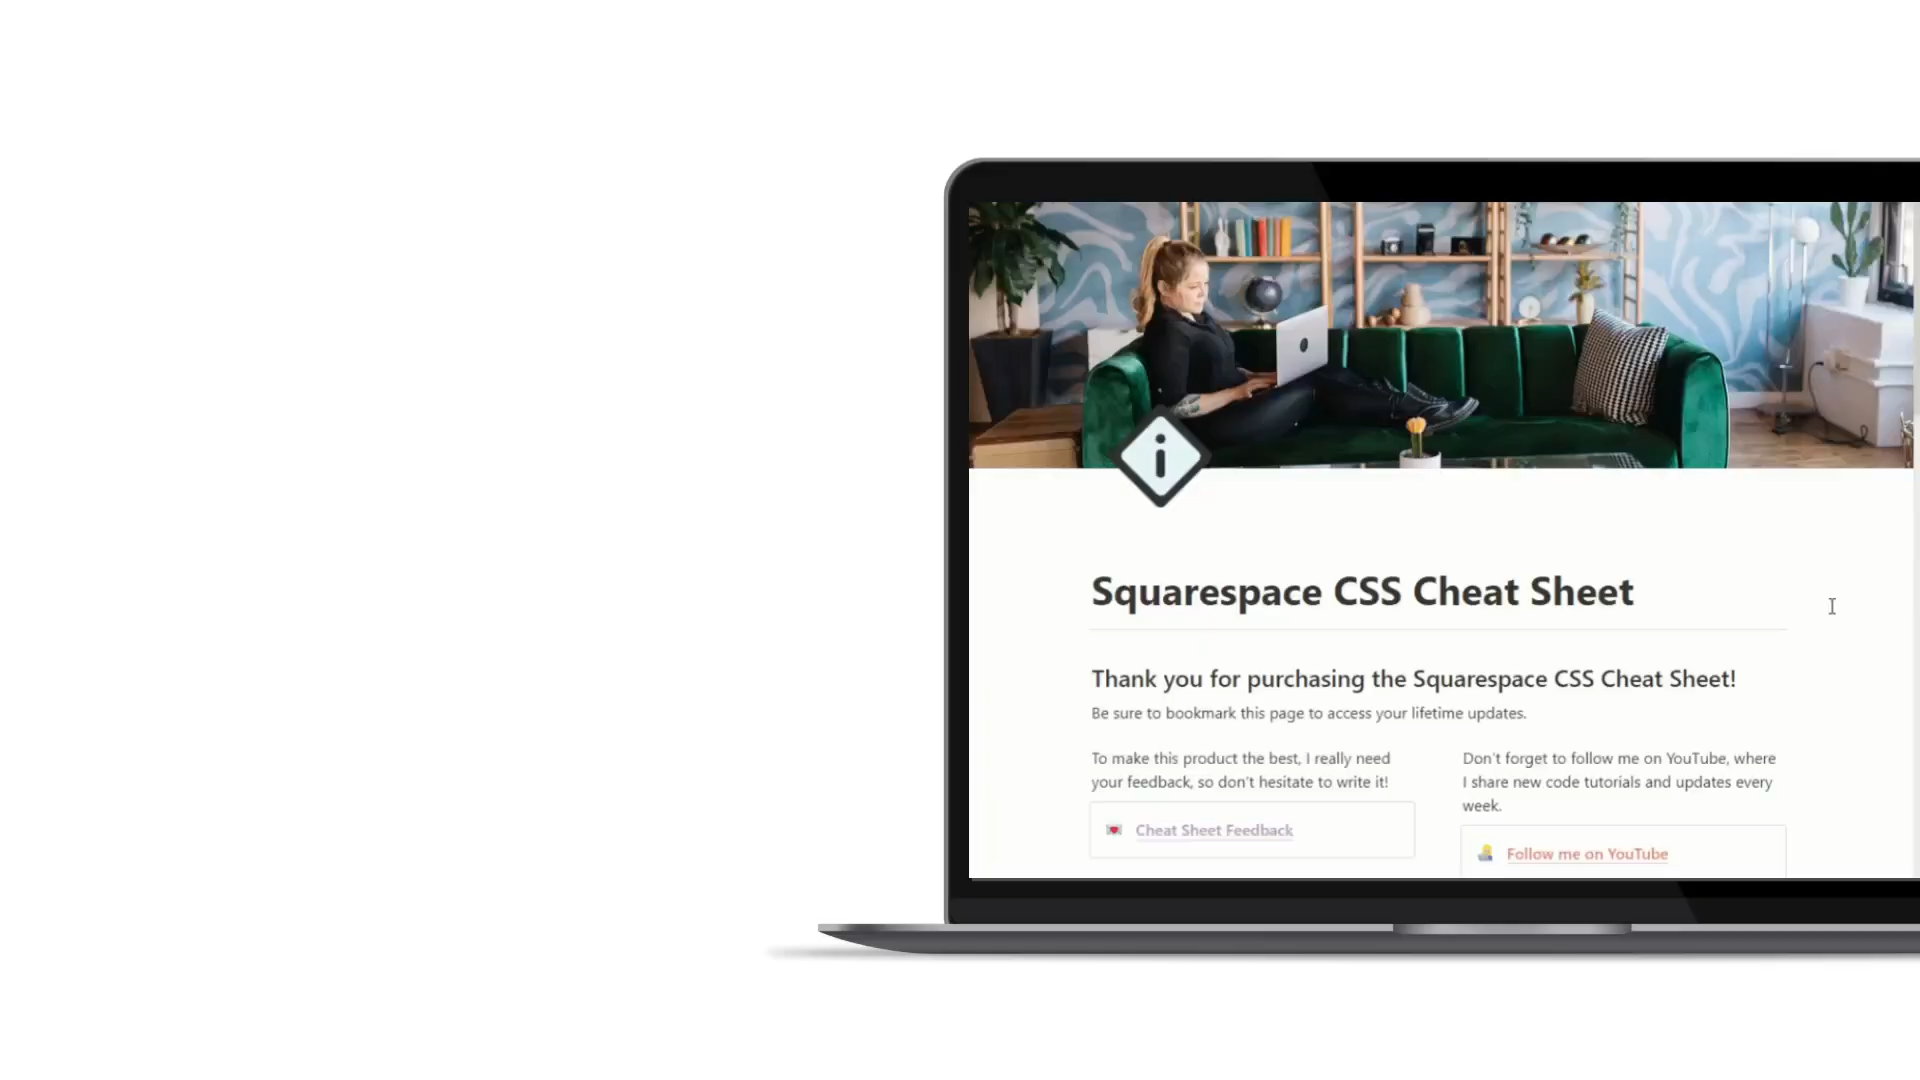 Squarespace CSS Cheat Sheet
Thank you for purchasing the Squarespace CSS Cheat Sheet!
Be sure to bookmark this page to access your lifetime updates.
To make this product the best, I really need
your feedback, so don't hesitate to write it!
Cheat Sheet Feedback
Don't forget to follow me on YouTube, where
I share new code tutorials and updates every
week.
Follow me on YouTube